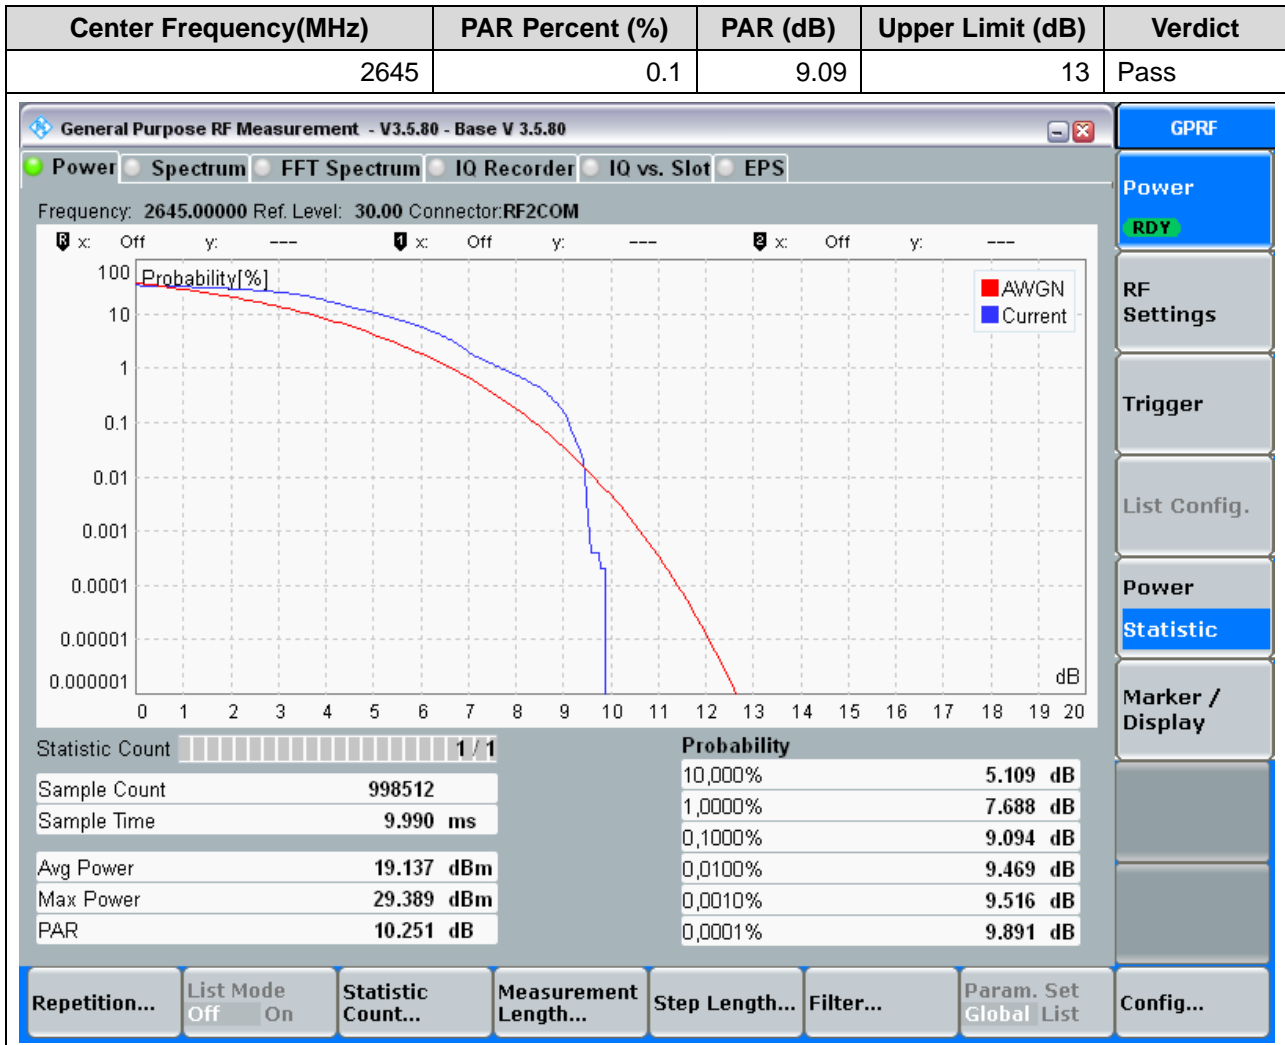 Center Frequency(MHz) PAR Percent (%) PAR (dB) Upper Limit (dB) Verdict
2645 0.1 9.09 13 Pass
General Purpose RF Measurement - V3.5.80 - Base V 3.5.80
GPRF
Power Spectrum FFT Spectrum IQ Recorder IQ vs. Slot EPS
Frequency: 2645.00000 Ref. Level: 30.00 Connector:RF2COM
R x: Off y: --- 1 x: Off y: --- 2 x: Off y: ---
Probability[%]
AWGN
Current
100
10
1
0.1
0.01
0.001
0.0001
0.00001
0.000001
dB
0 1 2 3 4 5 6 7 8 9 10 11 12 13 14 15 16 17 18 19 20
Statistic Count 1 / 1
Sample Count 998512
Sample Time 9.990 ms
Avg Power 19.137 dBm
Max Power 29.389 dBm
PAR 10.251 dB
Probability
10,000% 5.109 dB
1,0000% 7.688 dB
0,1000% 9.094 dB
0,0100% 9.469 dB
0,0010% 9.516 dB
0,0001% 9.891 dB
Power
RDY
RF
Settings
Trigger
List Config.
Power
Statistic
Marker /
Display
Repetition...
List Mode
Off On
Statistic
Count...
Measurement
Length...
Step Length...
Filter...
Param. Set
Global List
Config...